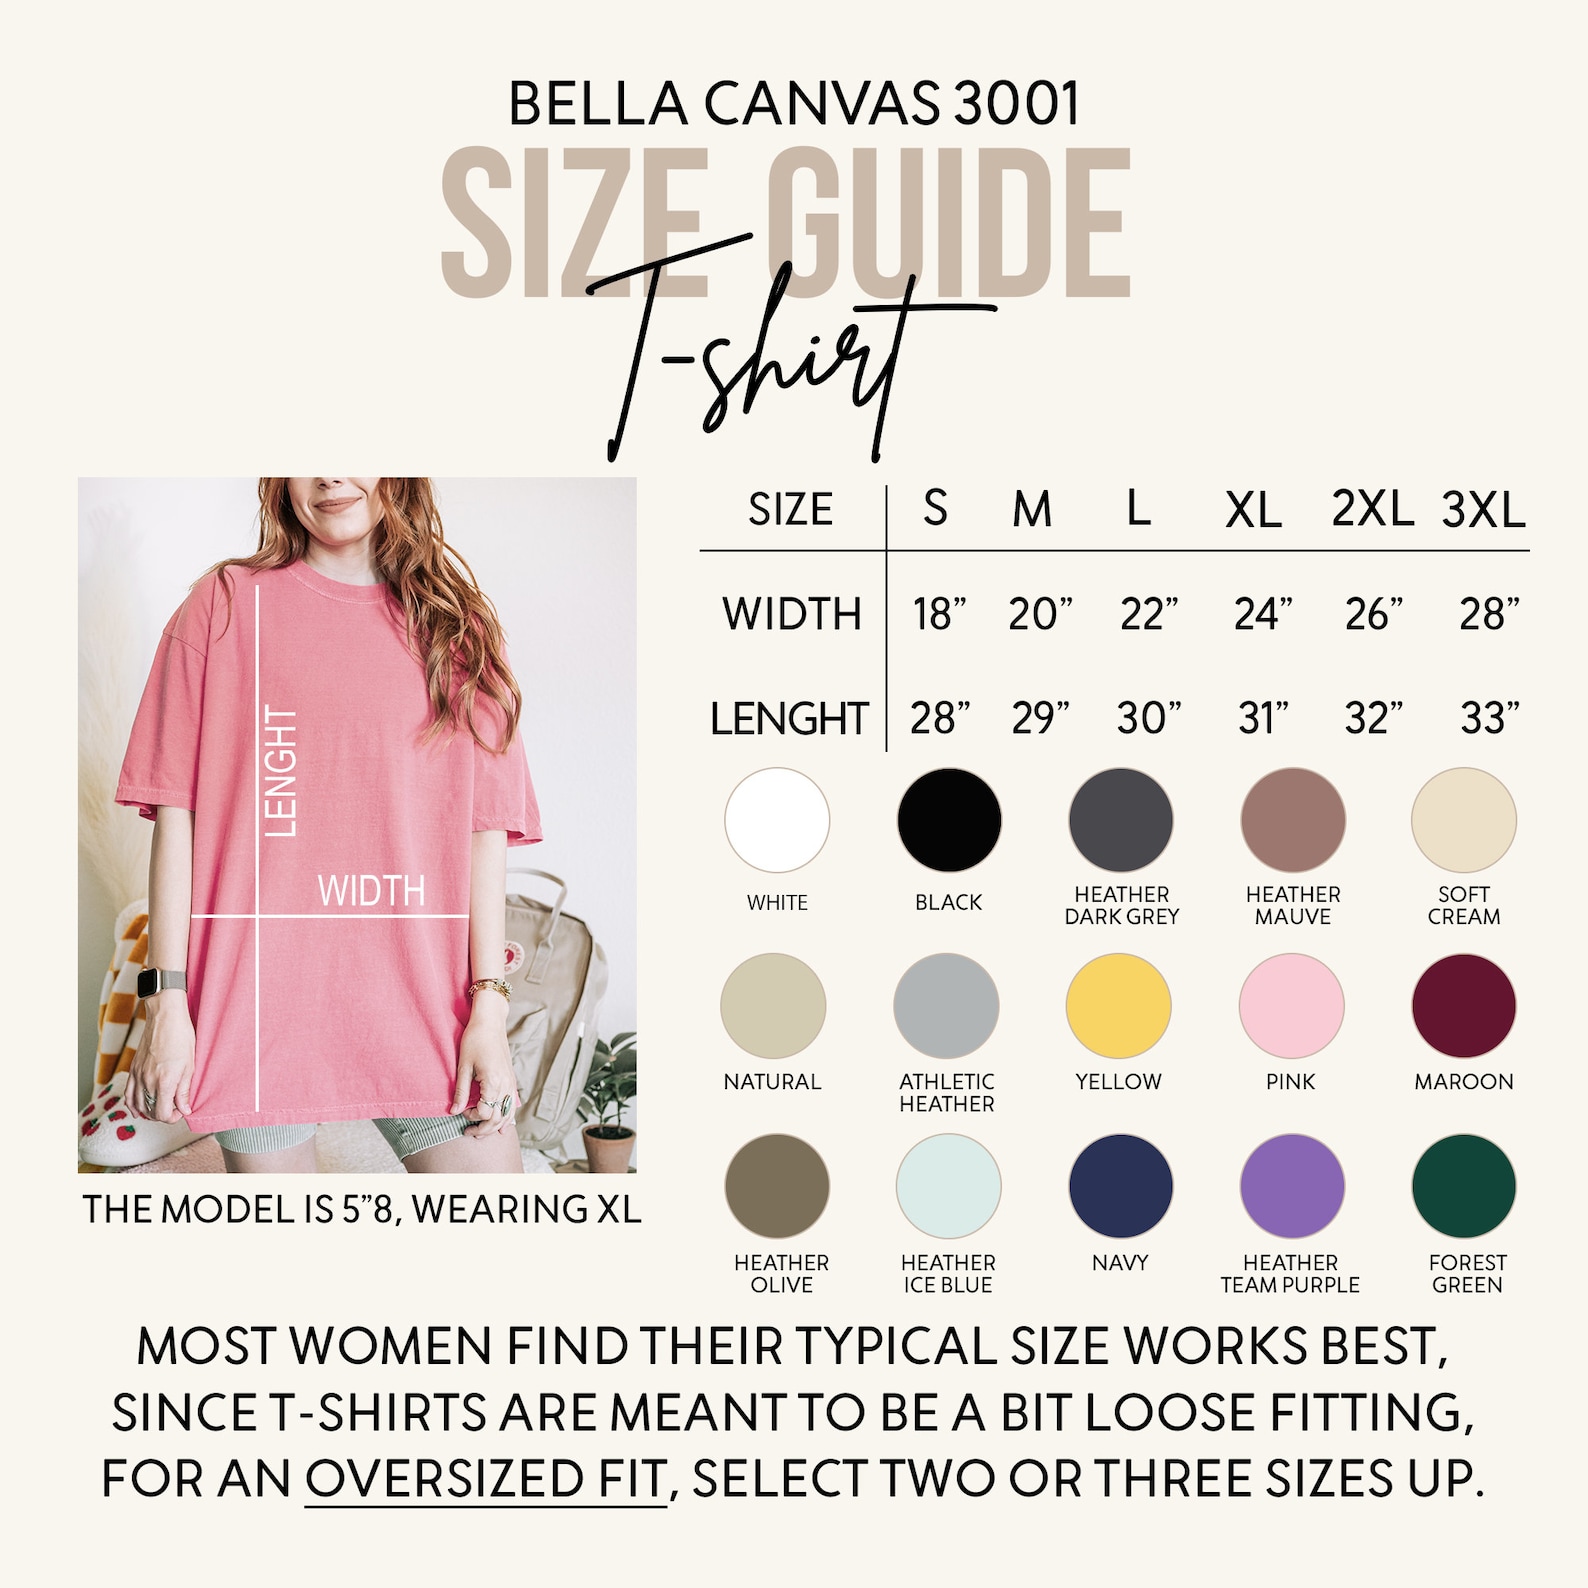 BELLA CANVAS 3001
SIZE GUIDE
T-shirt
LENGHT
WIDTH
THE MODEL IS 5”8, WEARING XL
SIZE S M L XL 2XL 3XL
WIDTH 18” 20” 22” 24” 26” 28”
LENGHT 28” 29” 30” 31” 32” 33”
WHITE
BLACK
HEATHER
DARK GREY
HEATHER
MAUVE
SOFT
CREAM
NATURAL
ATHLETIC
HEATHER
YELLOW
PINK
MAROON
HEATHER
OLIVE
HEATHER
ICE BLUE
NAVY
HEATHER
TEAM PURPLE
FOREST
GREEN
MOST WOMEN FIND THEIR TYPICAL SIZE WORKS BEST,
SINCE T-SHIRTS ARE MEANT TO BE A BIT LOOSE FITTING,
FOR AN OVERSIZED FIT, SELECT TWO OR THREE SIZES UP.